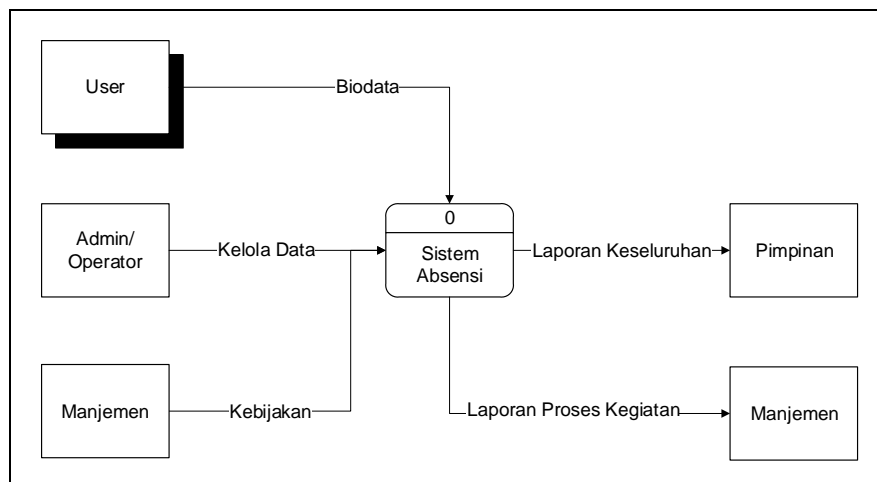 User
Biodata
0
Admin/
Operator
Kelola Data
Sistem
Absensi
Laporan Keseluruhan
Pimpinan
Manjemen
Kebijakan
Laporan Proses Kegiatan
Manjemen